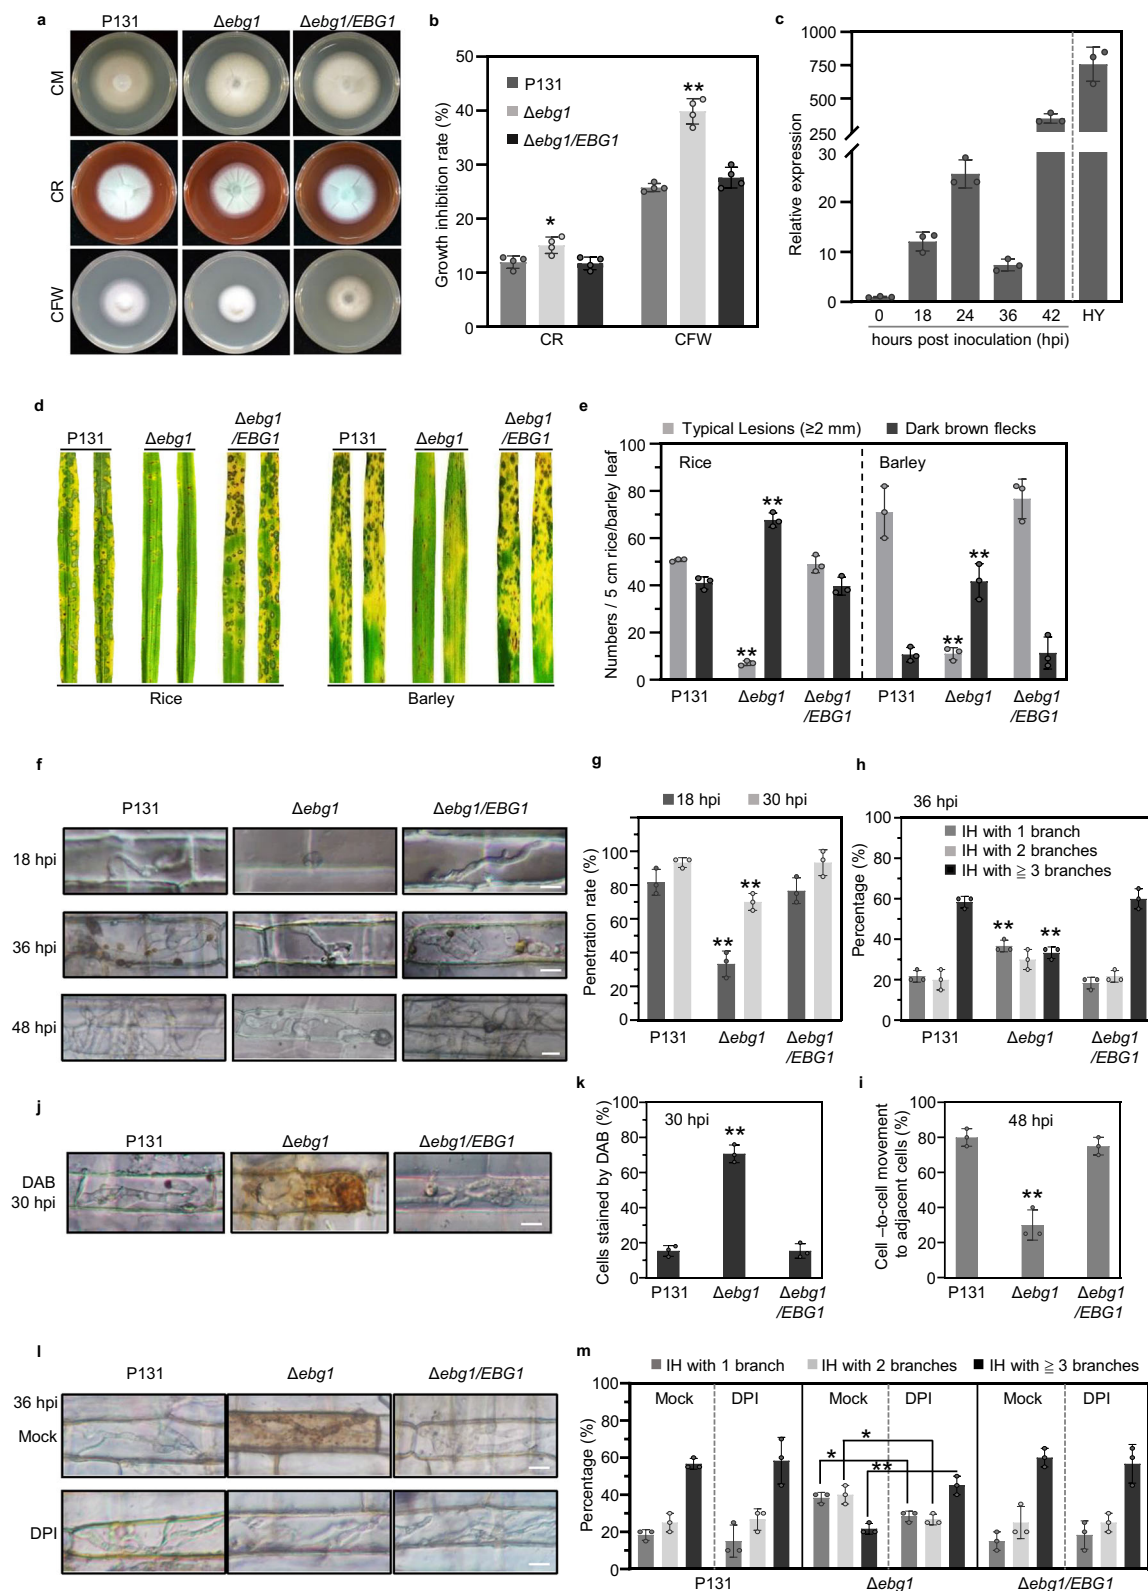 a
P131
Δebg1
Δebg1/EBG1
CM
CR
CFW
b
Growth inhibition rate (%)
50
40
30
20
10
0
P131
Δebg1
Δebg1/EBG1
*
**
CR
CFW
c
Relative expression
1000
750
500
250
30
20
10
0
0
18
24
36
42
HY
hours post inoculation (hpi)
d
P131
Δebg1
Δebg1
/EBG1
P131
Δebg1
Δebg1
/EBG1
Rice
Barley
e
Typical Lesions (≥2 mm)
Dark brown flecks
Numbers / 5 cm rice/barley leaf
100
80
60
40
20
0
Rice
Barley
**
**
**
**
P131
Δebg1
Δebg1
/EBG1
P131
Δebg1
Δebg1
/EBG1
f
P131
Δebg1
Δebg1/EBG1
18 hpi
36 hpi
48 hpi
g
18 hpi
30 hpi
Penetration rate (%)
100
80
60
40
20
0
**
**
P131
Δebg1
Δebg1
/EBG1
h
36 hpi
IH with 1 branch
IH with 2 branches
IH with ≧ 3 branches
Percentage (%)
100
80
60
40
20
0
**
**
P131
Δebg1
Δebg1
/EBG1
j
P131
Δebg1
Δebg1/EBG1
DAB
30 hpi
k
Cells stained by DAB (%)
100
80
60
40
20
0
30 hpi
**
P131
Δebg1
Δebg1
/EBG1
i
Cell –to-cell movement
to adjacent cells (%)
100
80
60
40
20
0
48 hpi
**
P131
Δebg1
Δebg1
/EBG1
l
P131
Δebg1
Δebg1/EBG1
36 hpi
Mock
DPI
m
IH with 1 branch
IH with 2 branches
IH with ≧ 3 branches
Percentage (%)
100
80
60
40
20
0
Mock
DPI
Mock
DPI
Mock
DPI
*
*
**
P131
Δebg1
Δebg1/EBG1